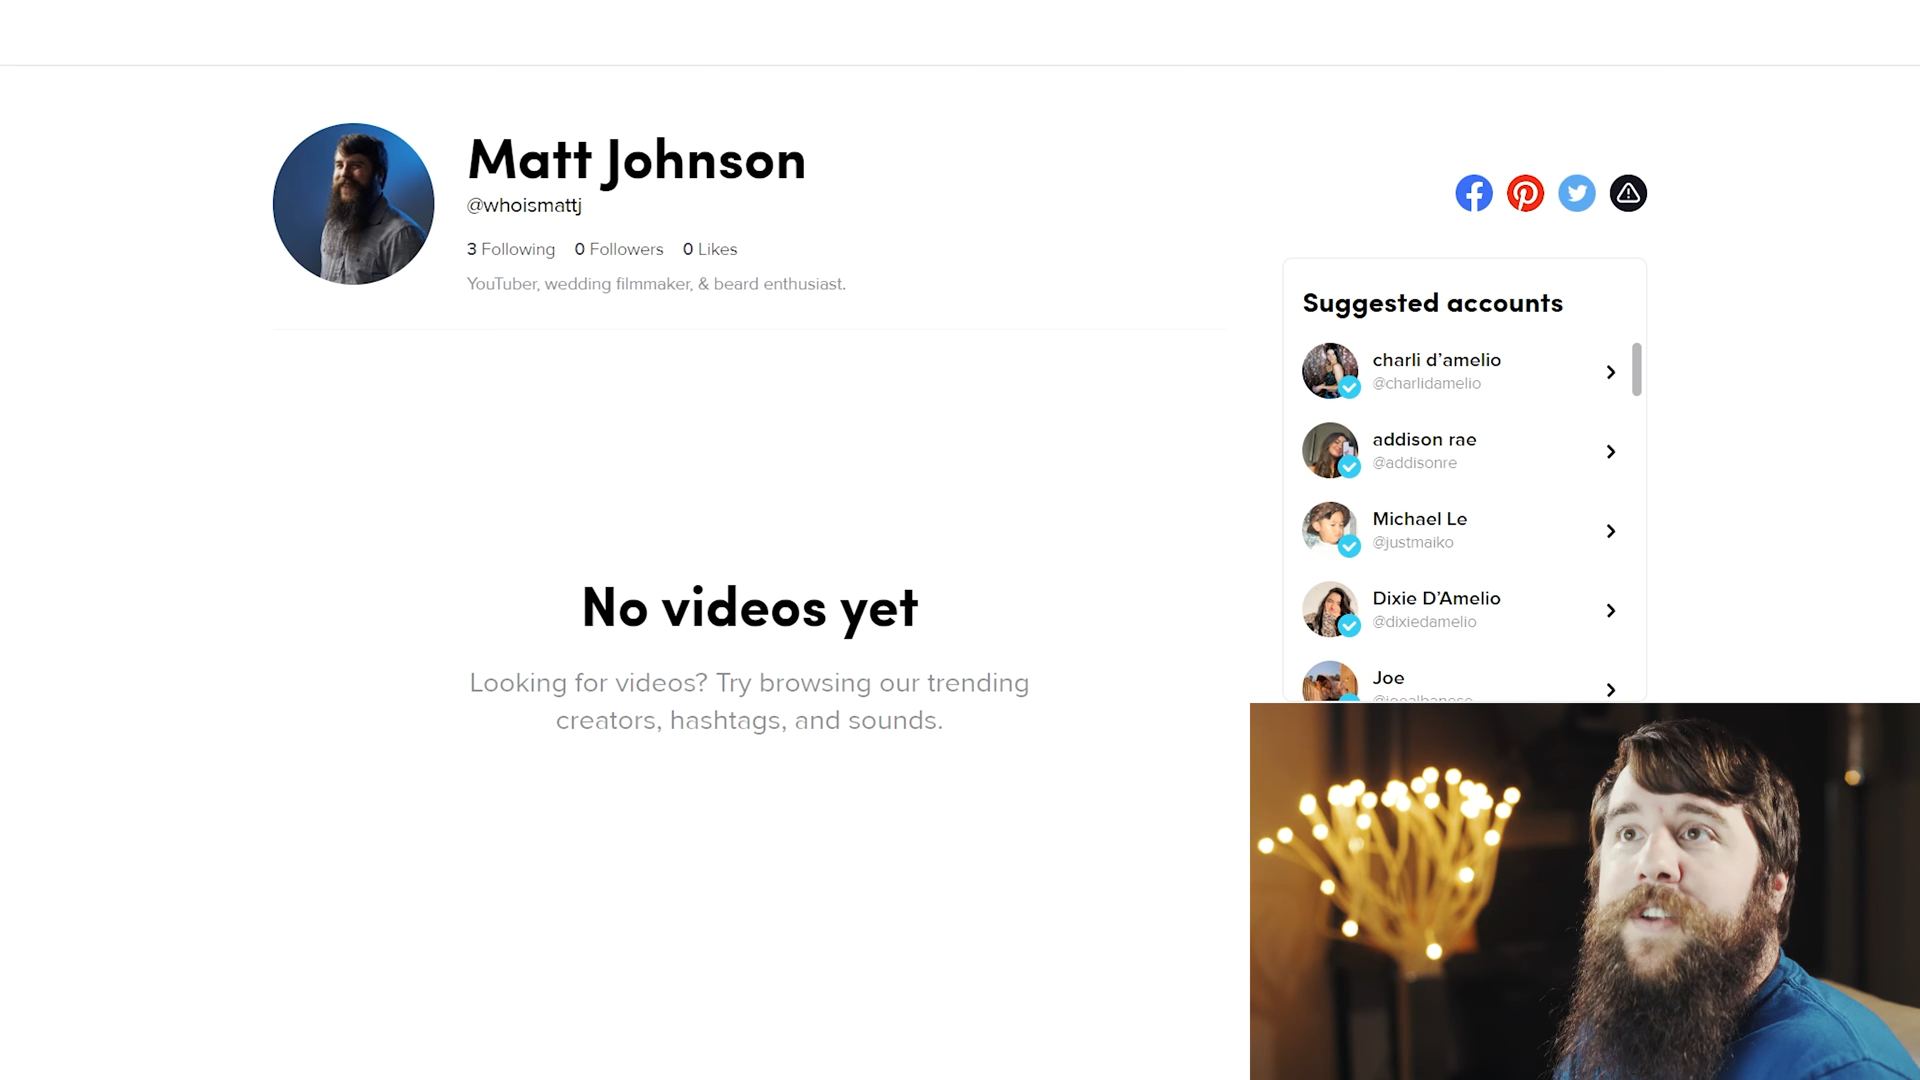 Matt Johnson
@whoismattj
3 Following 0 Followers 0 Likes
YouTuber, wedding filmmaker, & beard enthusiast.
Suggested accounts
charli d’amelio
@charlidamelio
addison rae
@addisonre
Michael Le
@justmaiko
Dixie D’Amelio
@dixiedamelio
Joe
No videos yet
Looking for videos? Try browsing our trending
creators, hashtags, and sounds.